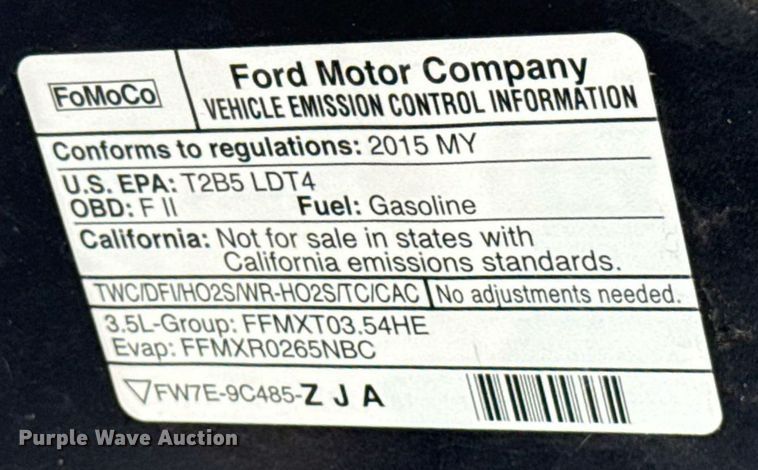 FoMoCo
Ford Motor Company
VEHICLE EMISSION CONTROL INFORMATION
Conforms to regulations: 2015 MY
U.S. EPA: T2B5 LDT4
OBD: F II Fuel: Gasoline
California: Not for sale in states with
California emissions standards.
TWC/DFI/HO2S/WR-HO2S/TC/CAC No adjustments needed.
3.5L-Group: FFMXT03.54HE
Evap: FFMXR0265NBC
FW7E-9C485-Z J A
Purple Wave Auction